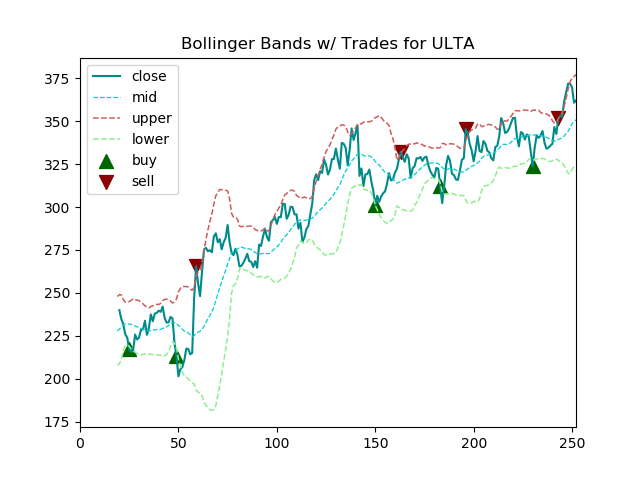 Bollinger Bands w/ Trades for ULTA
close
mid
upper
lower
buy
sell
375
350
325
300
275
250
225
200
175
0 50 100 150 200 250